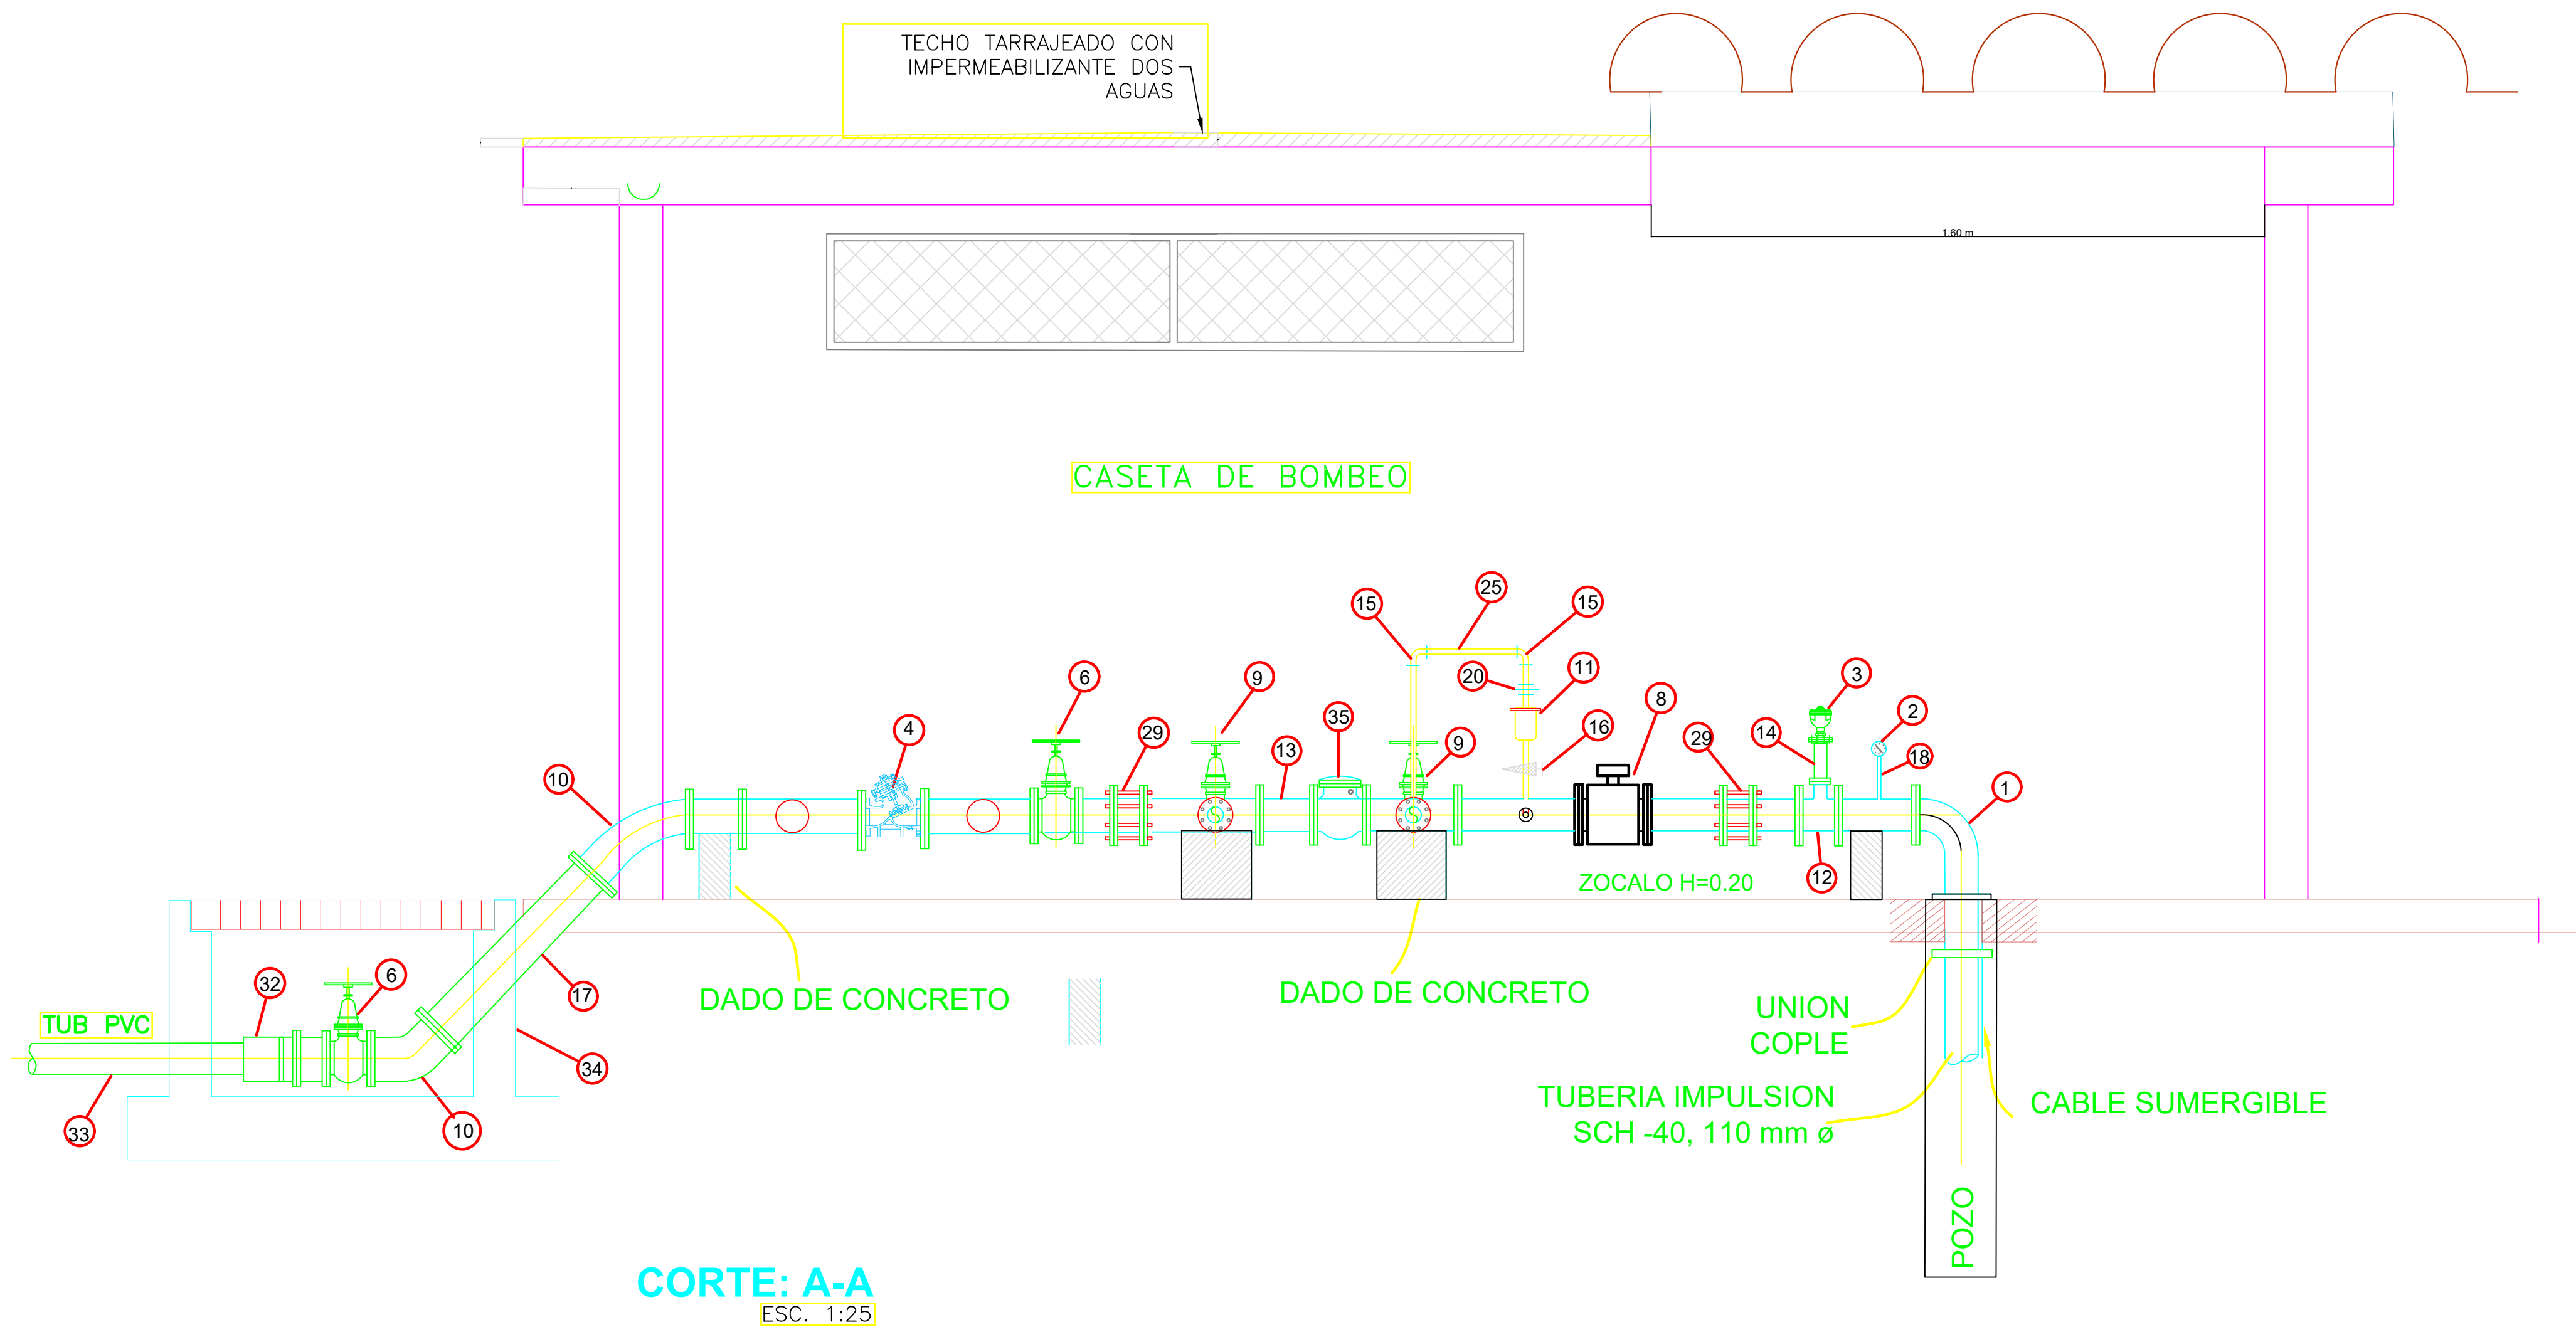 TECHO TARRAJEADO CON
IMPERMEABILIZANTE DOS
AGUAS
1.60 m
CASETA DE BOMBEO
15
25
15
6
9
20
11
3
4
29
35
9
16
8
29
14
2
18
13
10
1
12
ZOCALO H=0.20
32
6
17
DADO DE CONCRETO
DADO DE CONCRETO
UNION
COPLE
TUB PVC
34
33
10
TUBERIA IMPULSION
SCH -40, 110 mm ø
CABLE SUMERGIBLE
POZO
CORTE: A-A
ESC. 1:25